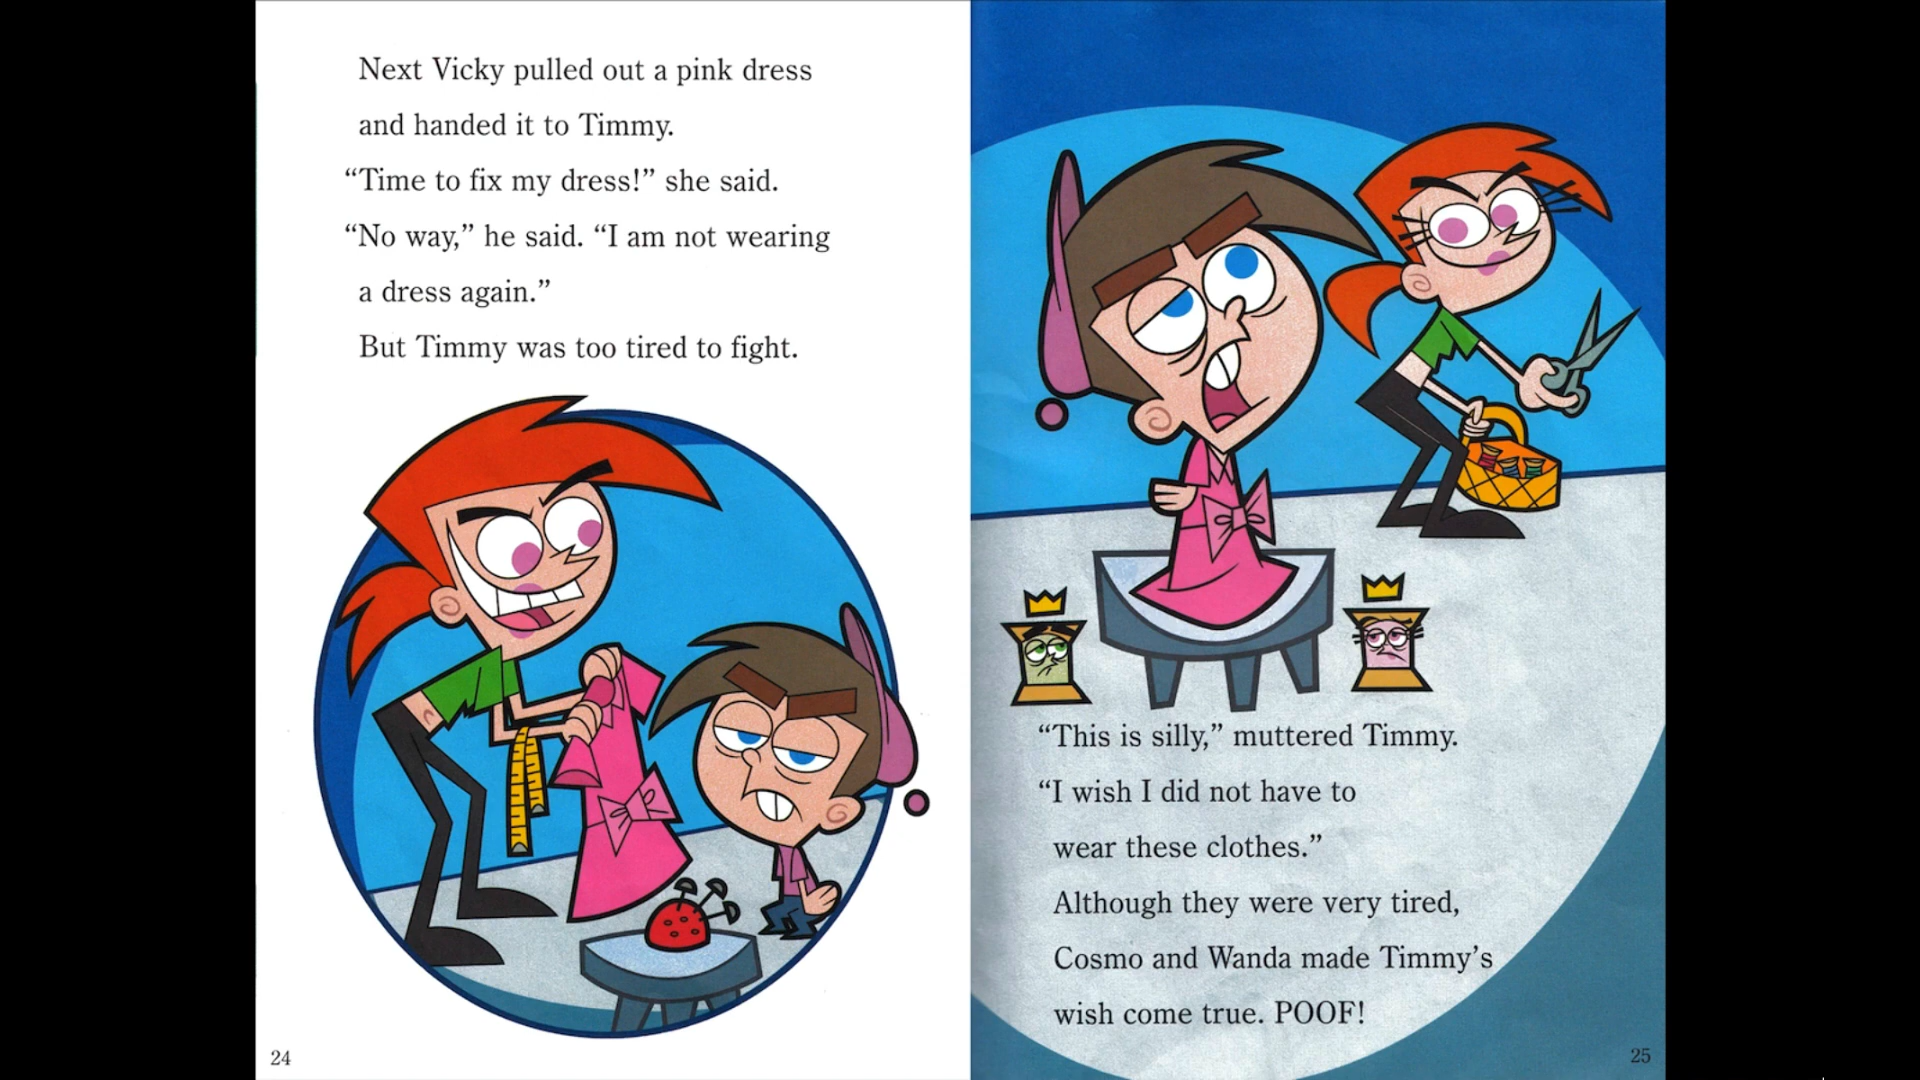 Next Vicky pulled out a pink dress
and handed it to Timmy.
“Time to fix my dress!” she said.
“No way,” he said. “I am not wearing
a dress again.”
But Timmy was too tired to fight.
24
“This is silly,” muttered Timmy.
“I wish I did not have to
wear these clothes.”
Although they were very tired,
Cosmo and Wanda made Timmy’s
wish come true. POOF!
25